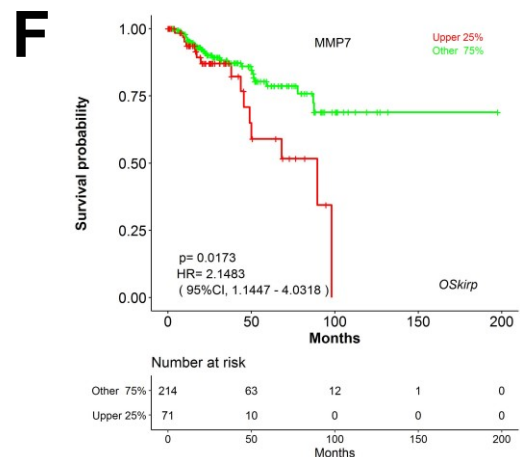 F
MMP7
Upper 25%
Other 75%
Survival probability
1.00
0.75
0.50
0.25
0.00
p= 0.0173
HR= 2.1483
( 95%CI, 1.1447 - 4.0318 )
OSkirp
0 50 100 150 200
Months
Number at risk
Other 75% 214 63 12 1 0
Upper 25% 71 10 0 0 0
0 50 100 150 200
Months